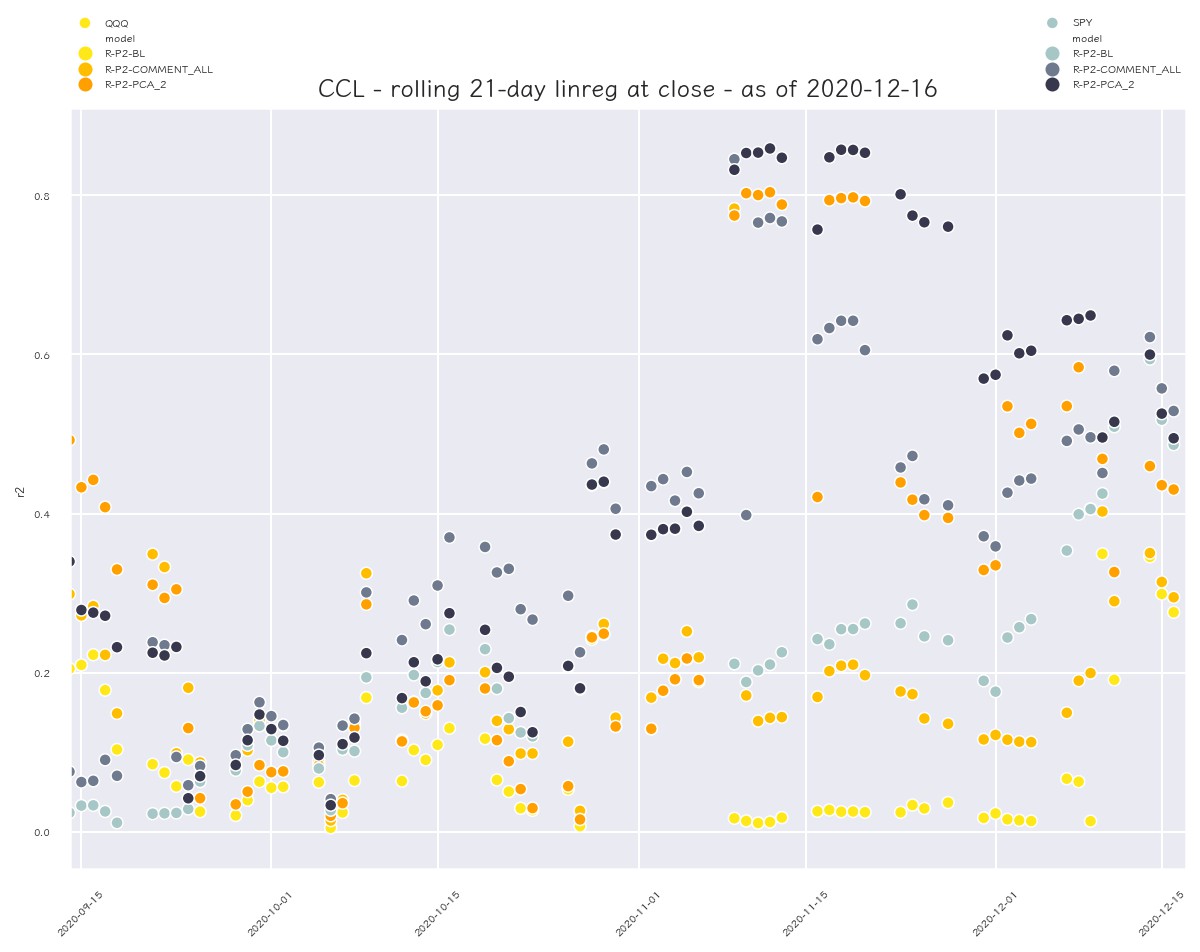 QQQ
model
R-P2-BL
R-P2-COMMENT_ALL
R-P2-PCA_2
SPY
model
R-P2-BL
R-P2-COMMENT_ALL
R-P2-PCA_2
CCL - rolling 21-day linreg at close - as of 2020-12-16
0.8
0.6
0.4
0.2
0.0
r2
2020-09-15
2020-10-01
2020-10-15
2020-11-01
2020-11-15
2020-12-01
2020-12-15